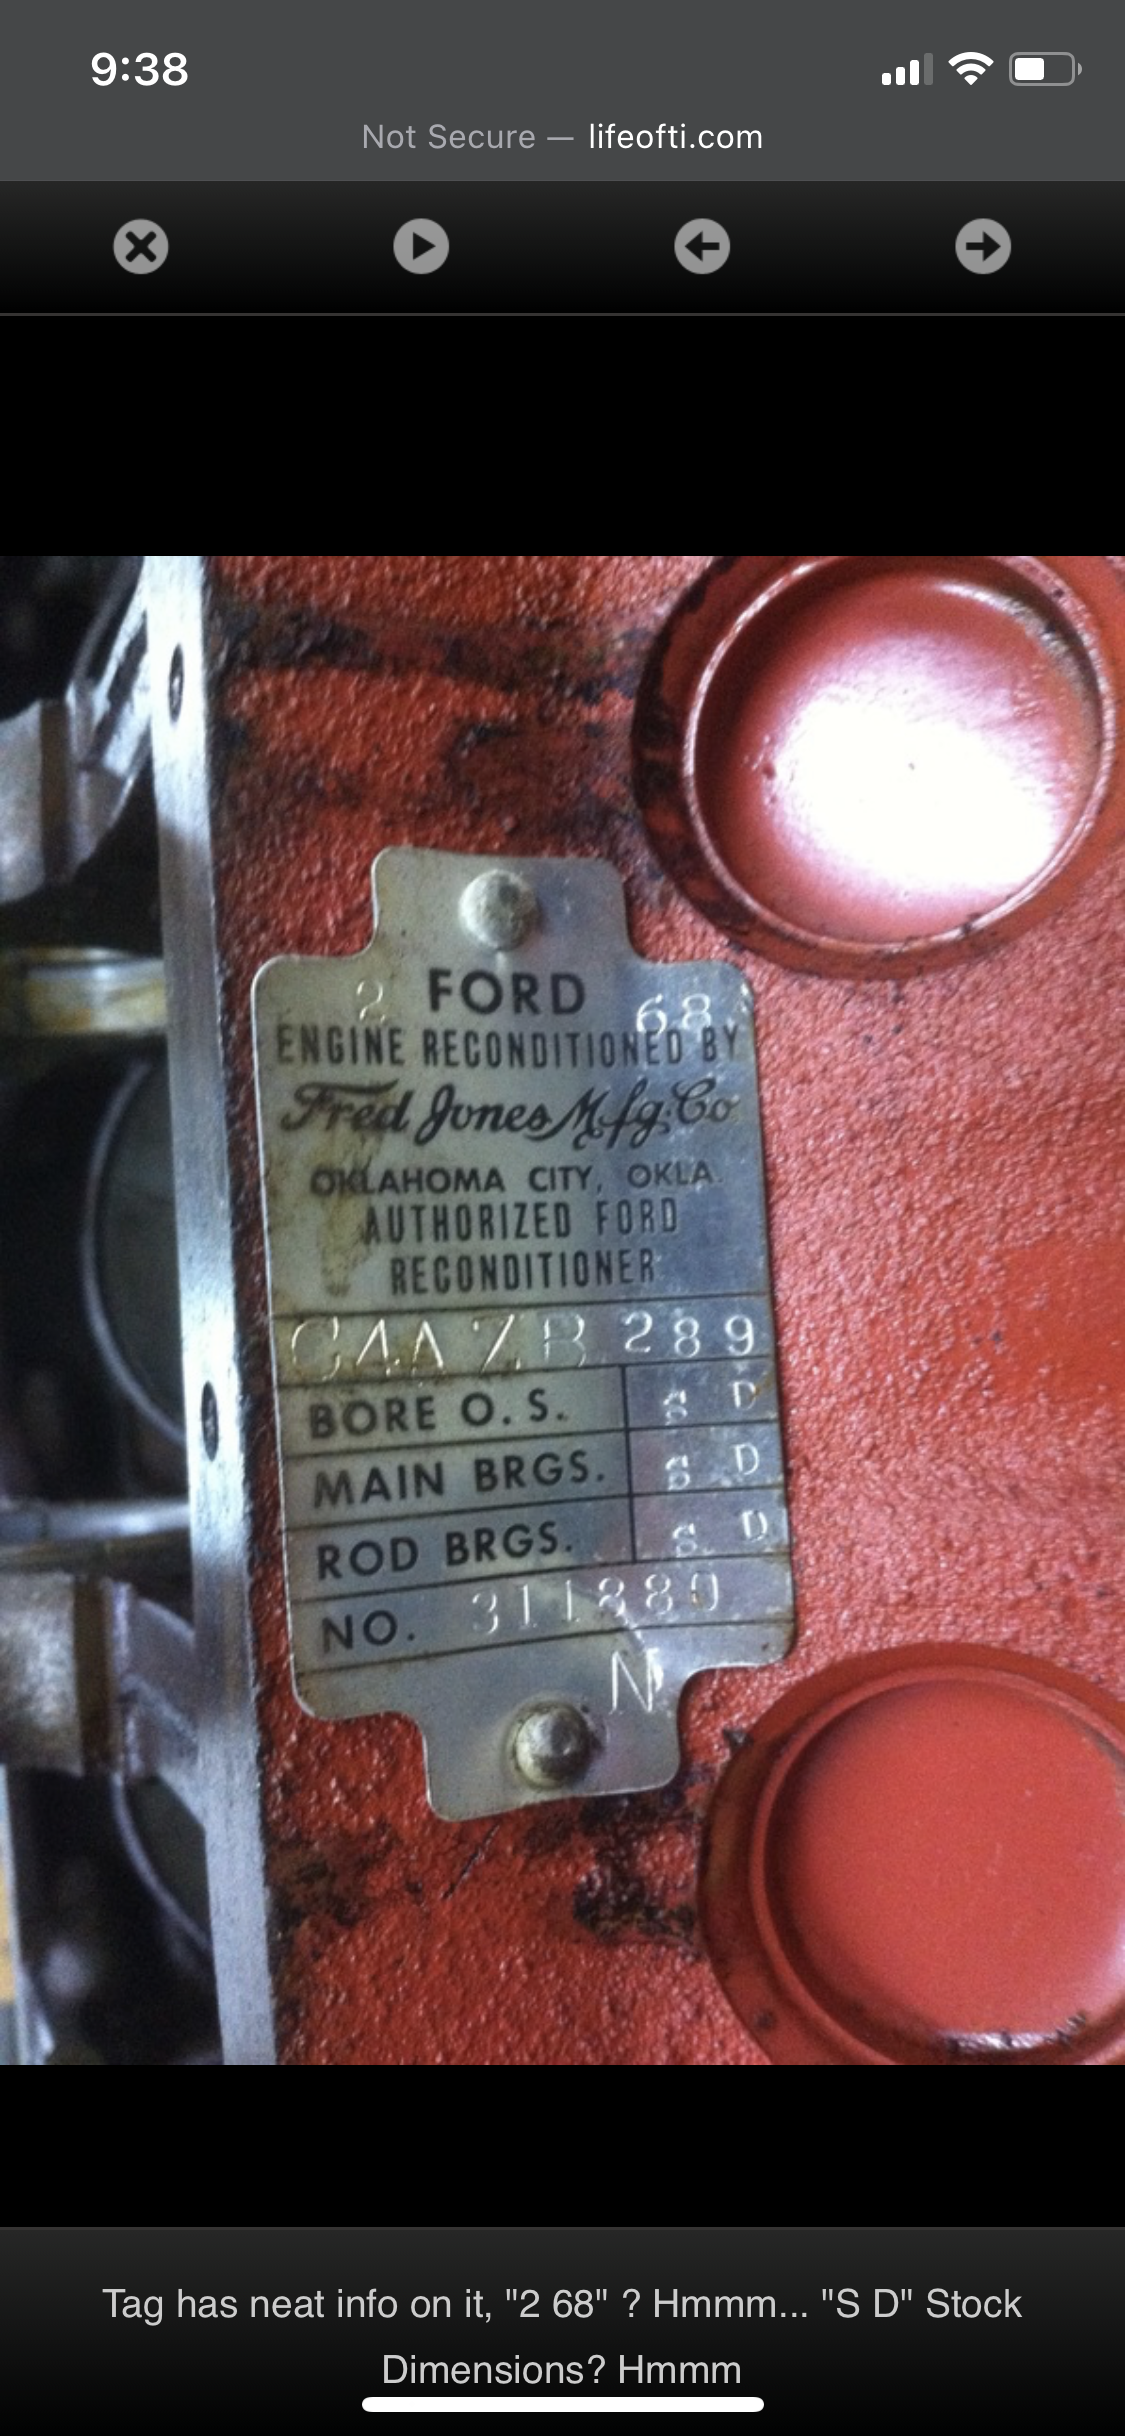 9:38
Not Secure — lifeofti.com
2 FORD 68
ENGINE RECONDITIONED BY
Fred Jones Mfg. Co
OKLAHOMA CITY, OKLA.
AUTHORIZED FORD
RECONDITIONER
C4AZB 289
BORE O.S. S D
MAIN BRGS. S D
ROD BRGS. S D
NO. 311880
N
Tag has neat info on it, "2 68" ? Hmmm... "S D" Stock
Dimensions? Hmmm